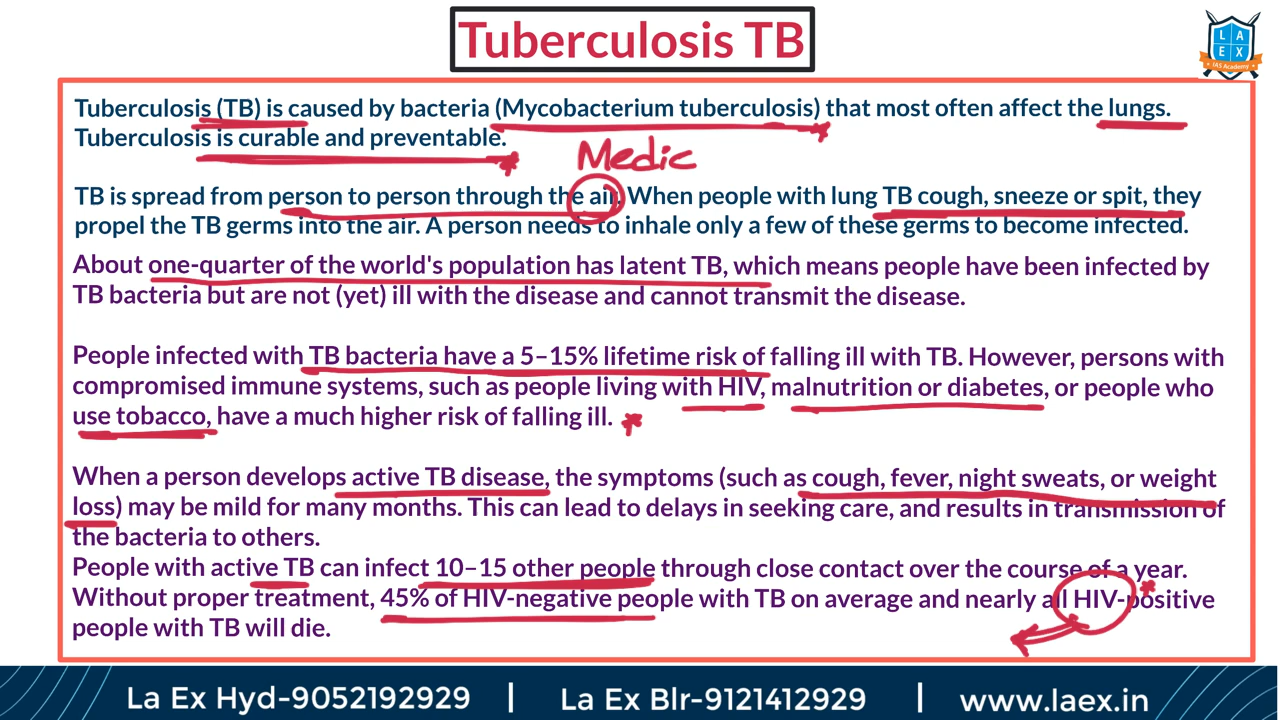 Tuberculosis TB
LA
EX
IAS Academy
Tuberculosis (TB) is caused by bacteria (Mycobacterium tuberculosis) that most often affect the lungs.
Tuberculosis is curable and preventable.
Medic
TB is spread from person to person through the air. When people with lung TB cough, sneeze or spit, they
propel the TB germs into the air. A person needs to inhale only a few of these germs to become infected.
About one-quarter of the world's population has latent TB, which means people have been infected by
TB bacteria but are not (yet) ill with the disease and cannot transmit the disease.
People infected with TB bacteria have a 5–15% lifetime risk of falling ill with TB. However, persons with
compromised immune systems, such as people living with HIV, malnutrition or diabetes, or people who
use tobacco, have a much higher risk of falling ill.
When a person develops active TB disease, the symptoms (such as cough, fever, night sweats, or weight
loss) may be mild for many months. This can lead to delays in seeking care, and results in transmission of
the bacteria to others.
People with active TB can infect 10–15 other people through close contact over the course of a year.
Without proper treatment, 45% of HIV-negative people with TB on average and nearly all HIV-positive
people with TB will die.
La Ex Hyd-9052192929 | La Ex Blr-9121412929 | www.laex.in